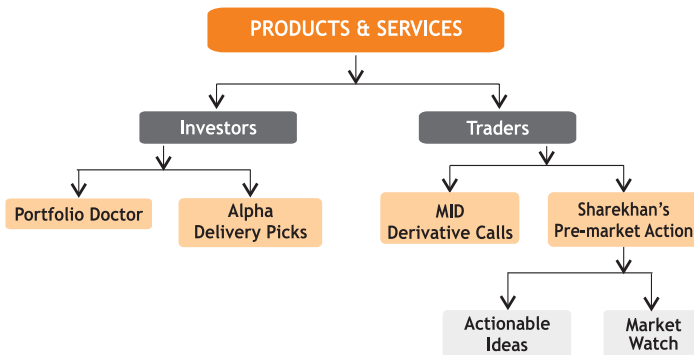 PRODUCTS & SERVICES
Investors
Traders
Portfolio Doctor
Alpha
Delivery Picks
MID
Derivative Calls
Sharekhan's
Pre-market Action
Actionable
Ideas
Market
Watch